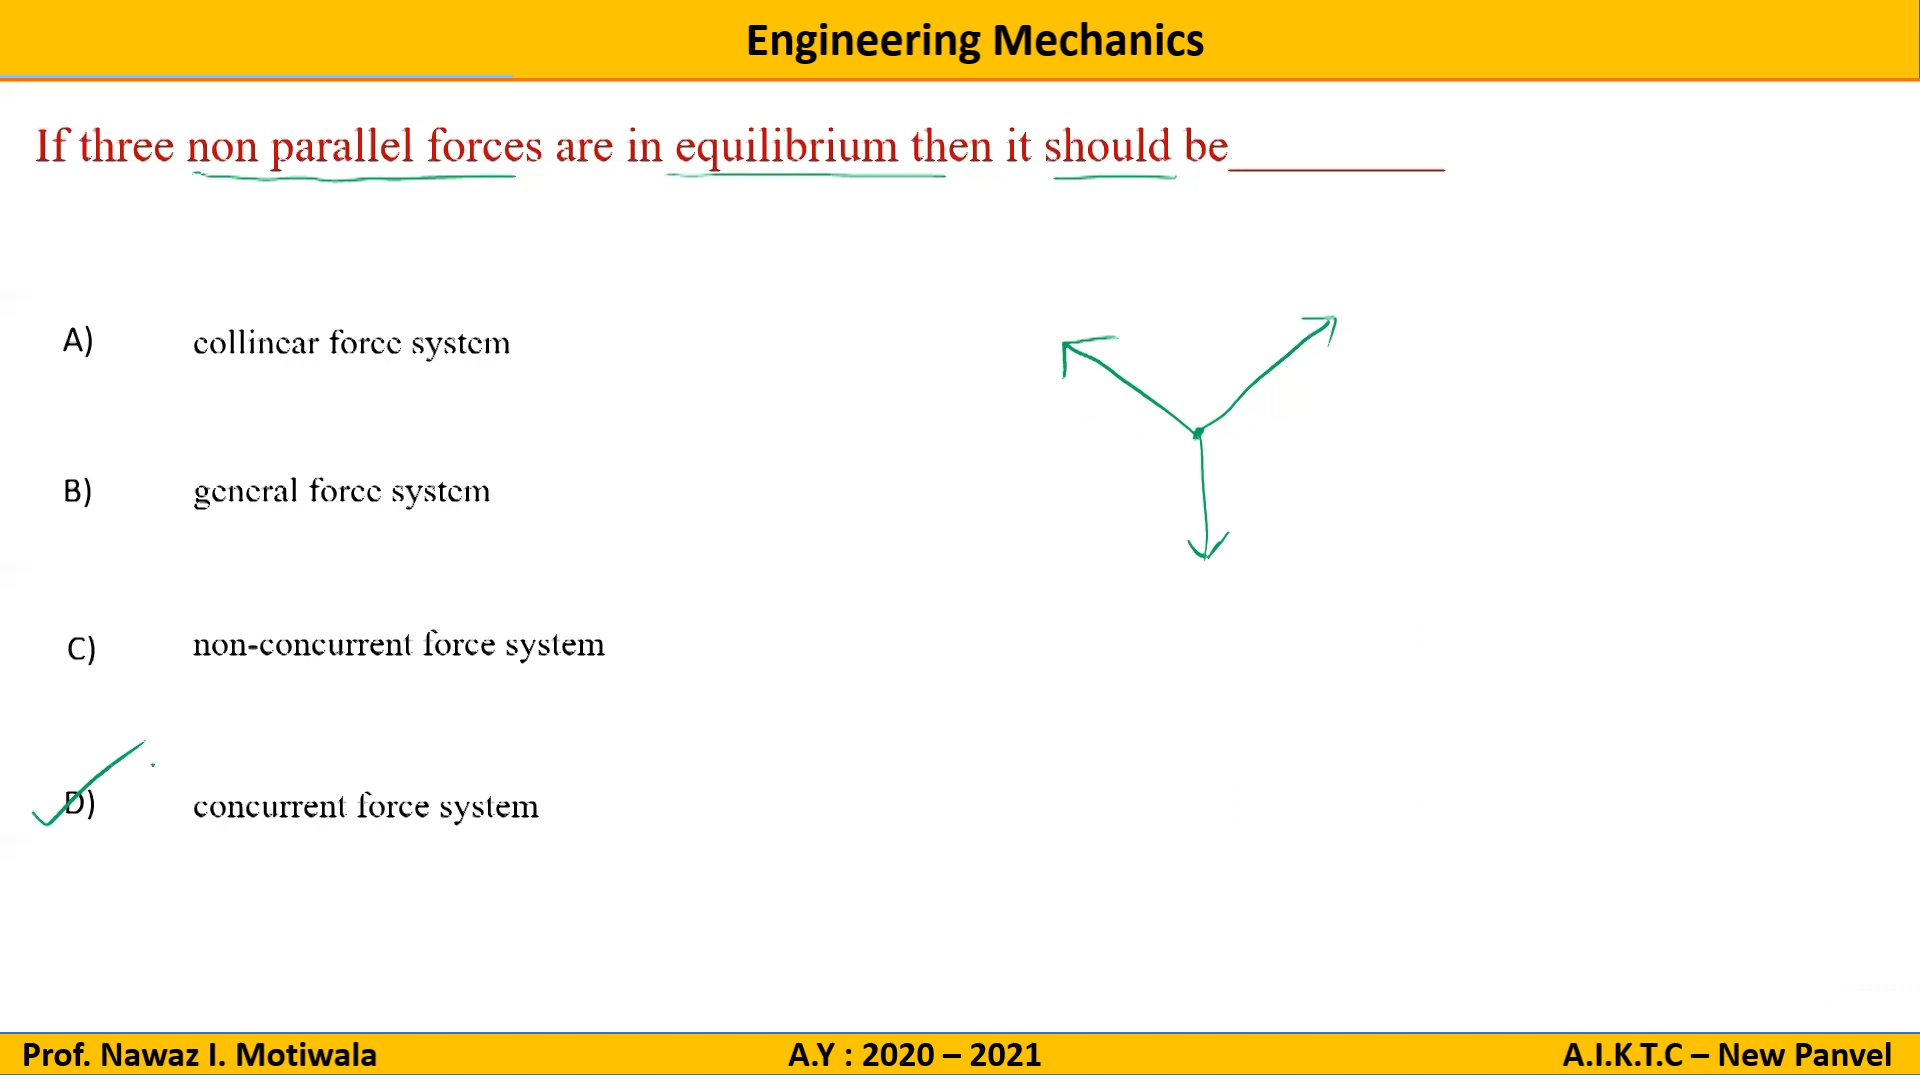 Engineering Mechanics
If three non parallel forces are in equilibrium then it should be_________
A) collinear force system
B) general force system
C) non-concurrent force system
D) concurrent force system
Prof. Nawaz I. Motiwala A.Y : 2020 – 2021 A.I.K.T.C – New Panvel